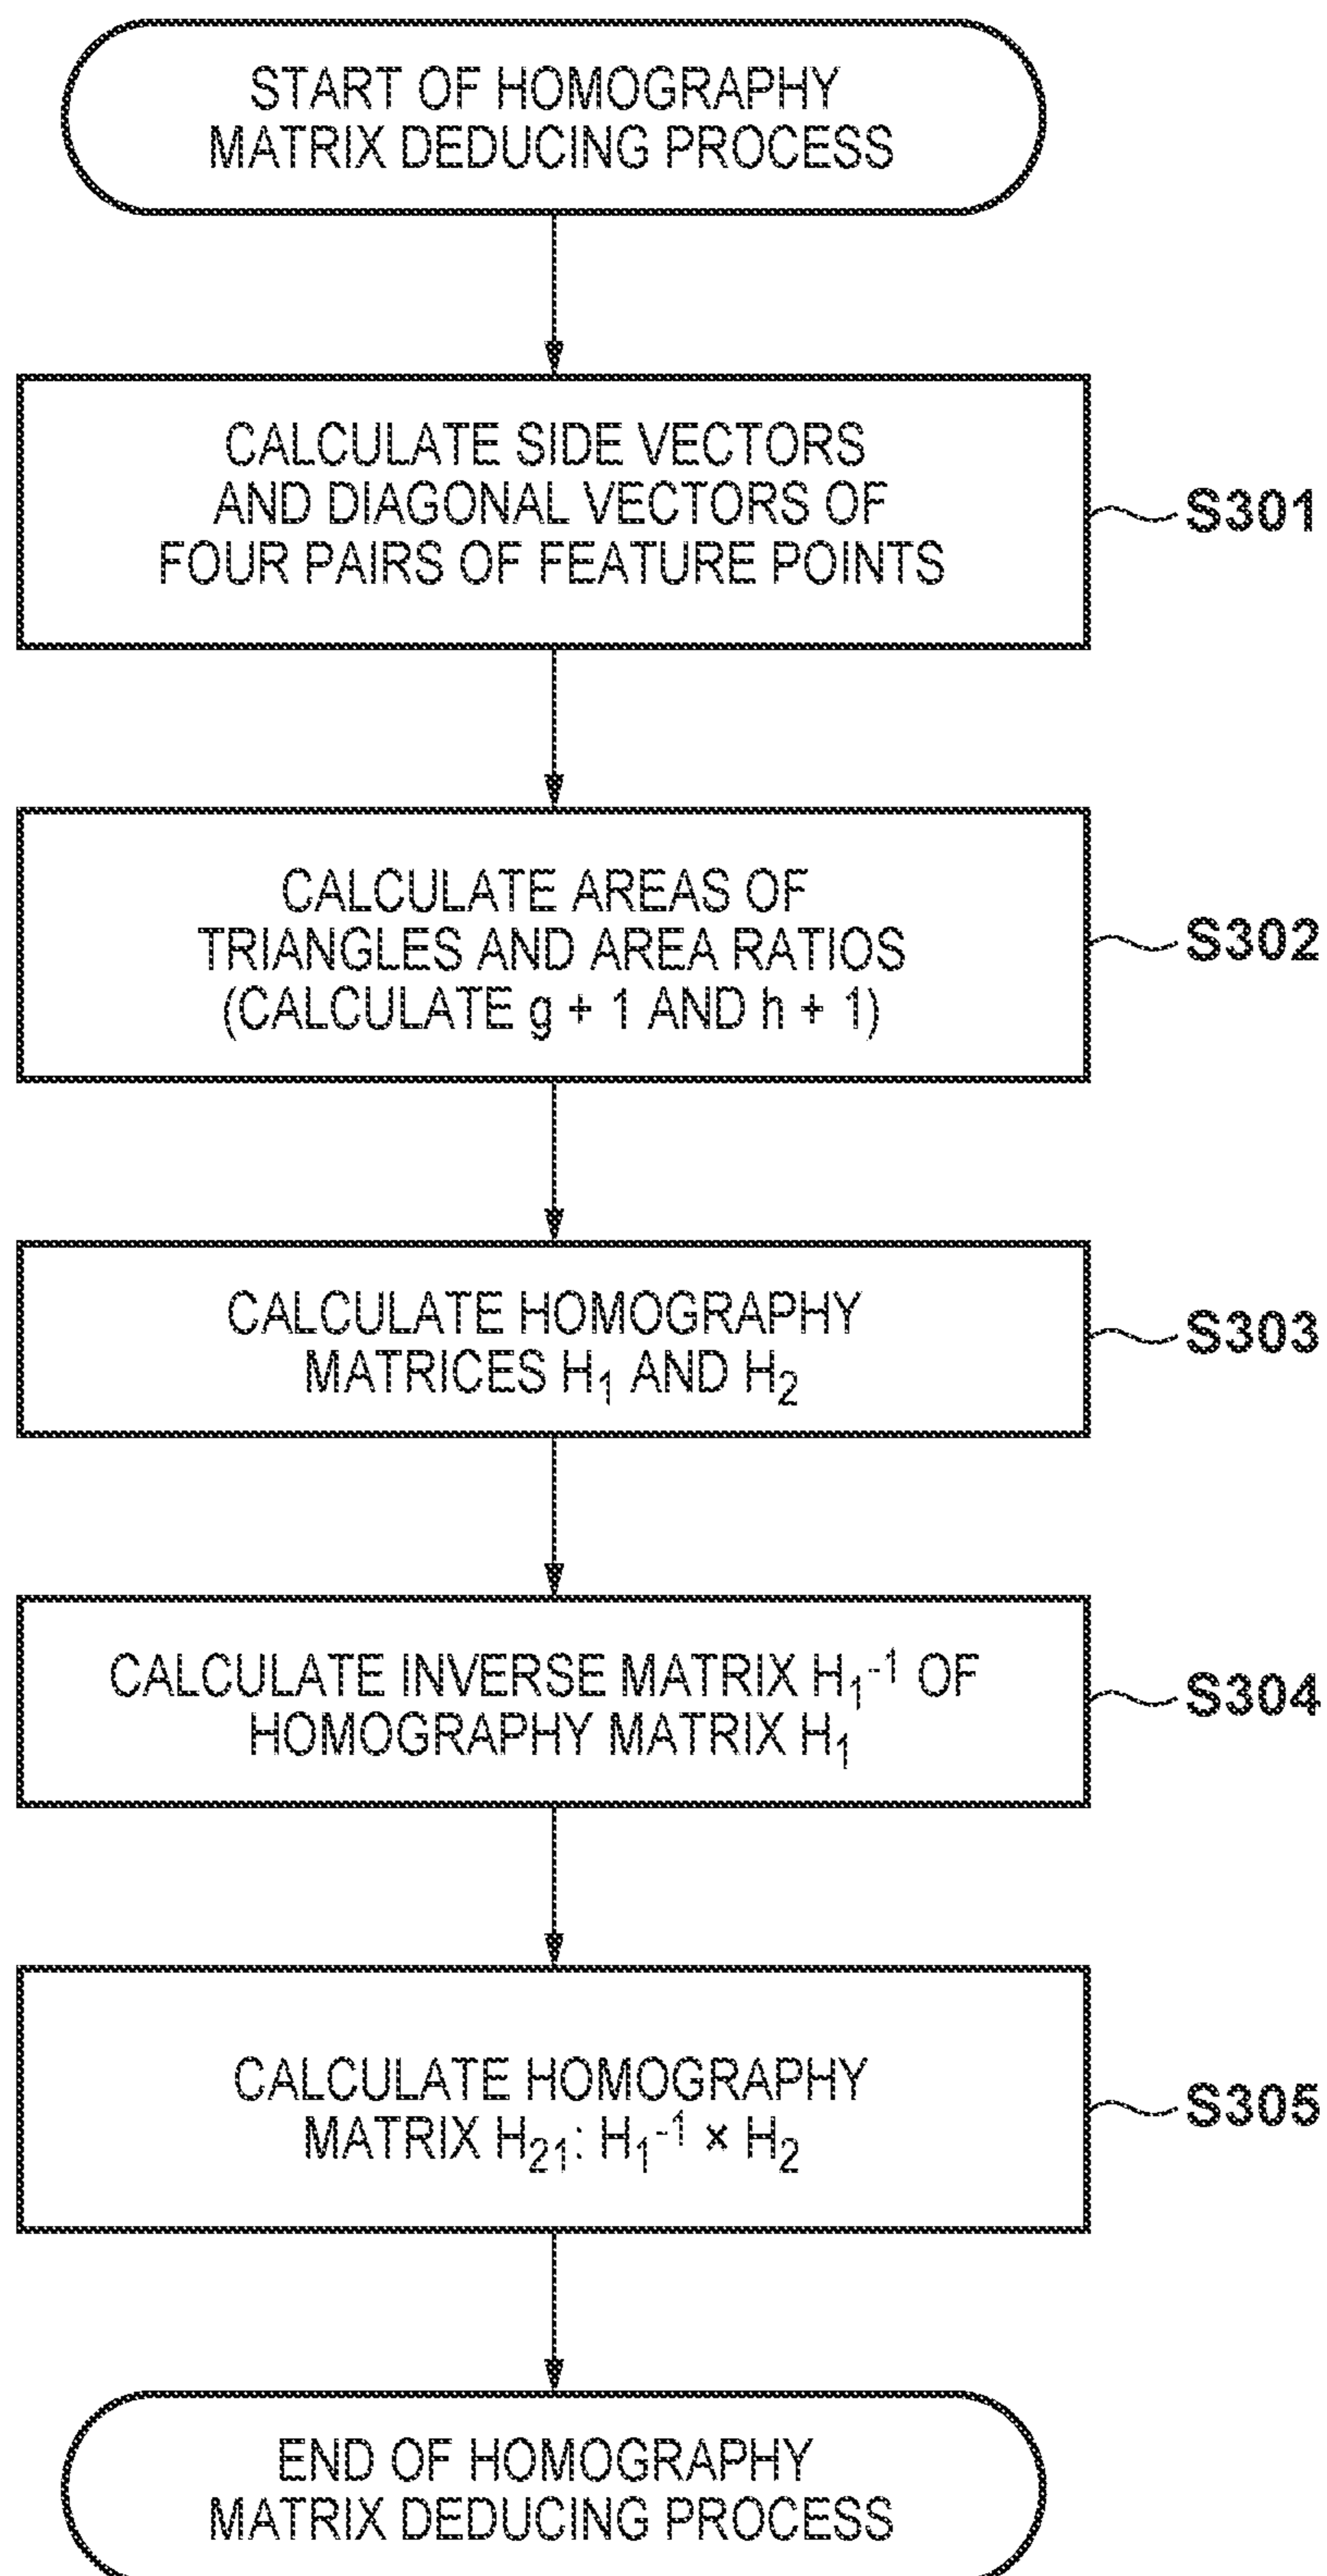 START OF HOMOGRAPHY
MATRIX DEDUCING PROCESS
CALCULATE SIDE VECTORS
AND DIAGONAL VECTORS OF
FOUR PAIRS OF FEATURE POINTS
S301
CALCULATE AREAS OF
TRIANGLES AND AREA RATIOS
(CALCULATE g + 1 AND h + 1)
S302
CALCULATE HOMOGRAPHY
MATRICES H₁ AND H₂
S303
CALCULATE INVERSE MATRIX H₁⁻¹ OF
HOMOGRAPHY MATRIX H₁
S304
CALCULATE HOMOGRAPHY
MATRIX H₂₁: H₁⁻¹ × H₂
S305
END OF HOMOGRAPHY
MATRIX DEDUCING PROCESS